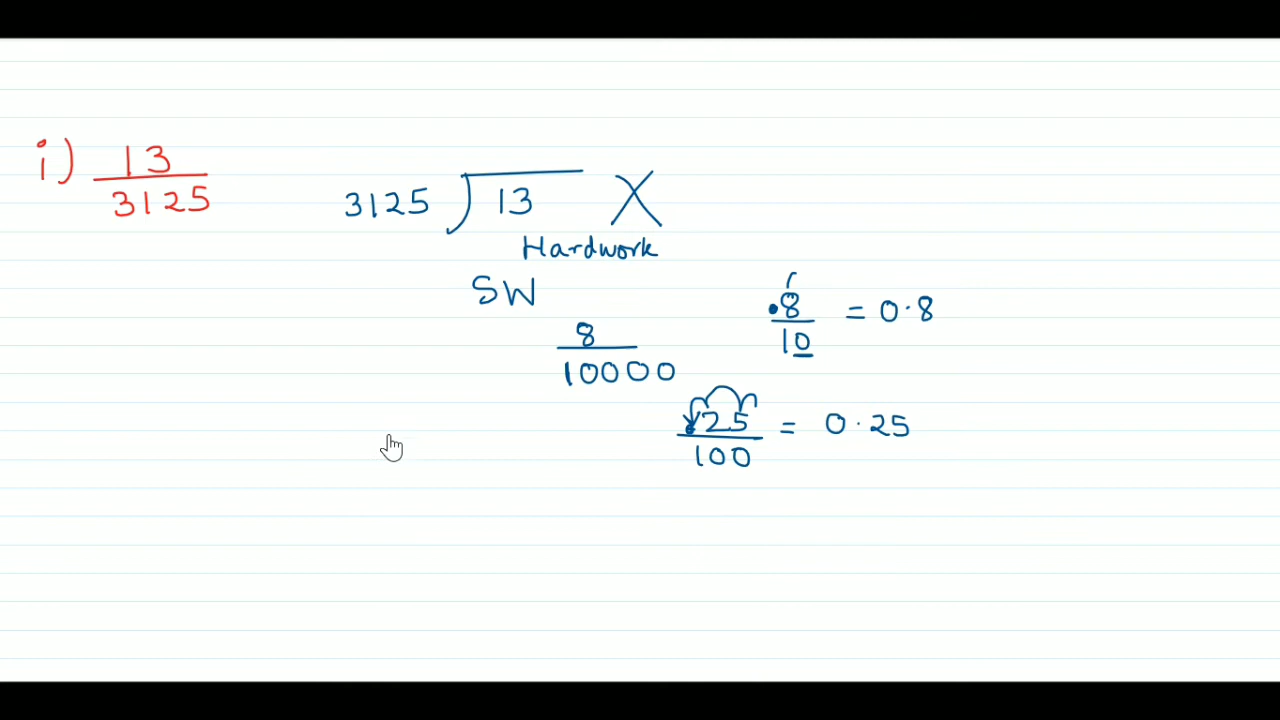 i) 13
3125
3125 ) 13 X
Hardwork
SW
8
10000
.8
10 = 0.8
25
100 = 0.25